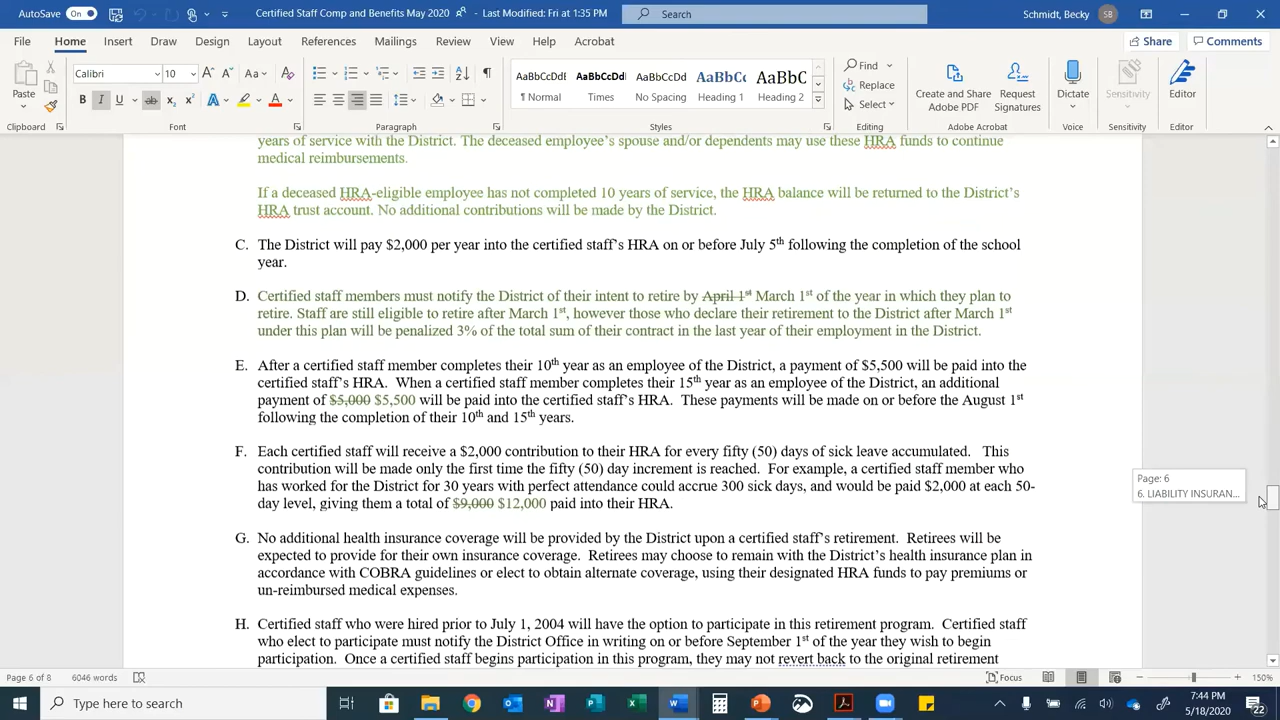 AutoSave On
Master Contract MEA Sep 2020
- Last Modified: Fri at 1:35 PM
Search
Schmidt, Becky
SB
File Home Insert Draw Design Layout References Mailings Review View Help Acrobat
Share Comments
Paste
Clipboard
Calibri 10
Aa
B I U ab x₂ x² A A
Font
Paragraph
AaBbCcDdE AaBbCcDdE AaBbCcDdE AaBbCc AaBbC
¶ Normal Times No Spacing Heading 1 Heading
Styles
Find
Replace
Select
Editing
Create and Share Adobe PDF
Request Signatures
Adobe Acrobat
Dictate
Voice
Sensitivity
Sensitivity
Editor
Editor
years of service with the District. The deceased employee's spouse and/or dependents may use these HRA funds to continue
medical reimbursements.
If a deceased HRA-eligible employee has not completed 10 years of service, the HRA balance will be returned to the District's
HRA trust account. No additional contributions will be made by the District.
C. The District will pay $2,000 per year into the certified staff's HRA on or before July 5th following the completion of the school
year.
D. Certified staff members must notify the District of their intent to retire by April 1st March 1st of the year in which they plan to
retire. Staff are still eligible to retire after March 1st, however those who declare their retirement to the District after March 1st
under this plan will be penalized 3% of the total sum of their contract in the last year of their employment in the District.
E. After a certified staff member completes their 10th year as an employee of the District, a payment of $5,500 will be paid into the
certified staff's HRA. When a certified staff member completes their 15th year as an employee of the District, an additional
payment of $5,000 $5,500 will be paid into the certified staff's HRA. These payments will be made on or before the August 1st
following the completion of their 10th and 15th years.
F. Each certified staff will receive a $2,000 contribution to their HRA for every fifty (50) days of sick leave accumulated. This
contribution will be made only the first time the fifty (50) day increment is reached. For example, a certified staff member who
has worked for the District for 30 years with perfect attendance could accrue 300 sick days, and would be paid $2,000 at each 50-
day level, giving them a total of $9,000 $12,000 paid into their HRA.
Page: 6
6. LIABILITY INSURAN...
G. No additional health insurance coverage will be provided by the District upon a certified staff's retirement. Retirees will be
expected to provide for their own insurance coverage. Retirees may choose to remain with the District's health insurance plan in
accordance with COBRA guidelines or elect to obtain alternate coverage, using their designated HRA funds to pay premiums or
un-reimbursed medical expenses.
H. Certified staff who were hired prior to July 1, 2004 will have the option to participate in this retirement program. Certified staff
who elect to participate must notify the District Office in writing on or before September 1st of the year they wish to begin
participation. Once a certified staff begins participation in this program, they may not revert back to the original retirement
Page 6 of 8 6046 words
Focus
150%
Type here to search
7:44 PM
5/18/2020
22